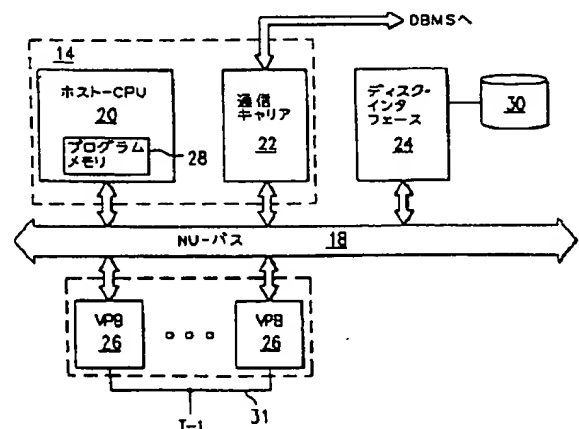 DBMSへ
14
ホスト-CPU
20
プログラム
メモリ
28
通信
キャリア
22
ディスク-
インタ
フェース
24
30
NU-バス
18
VPB
26
VPB
26
31
T-1